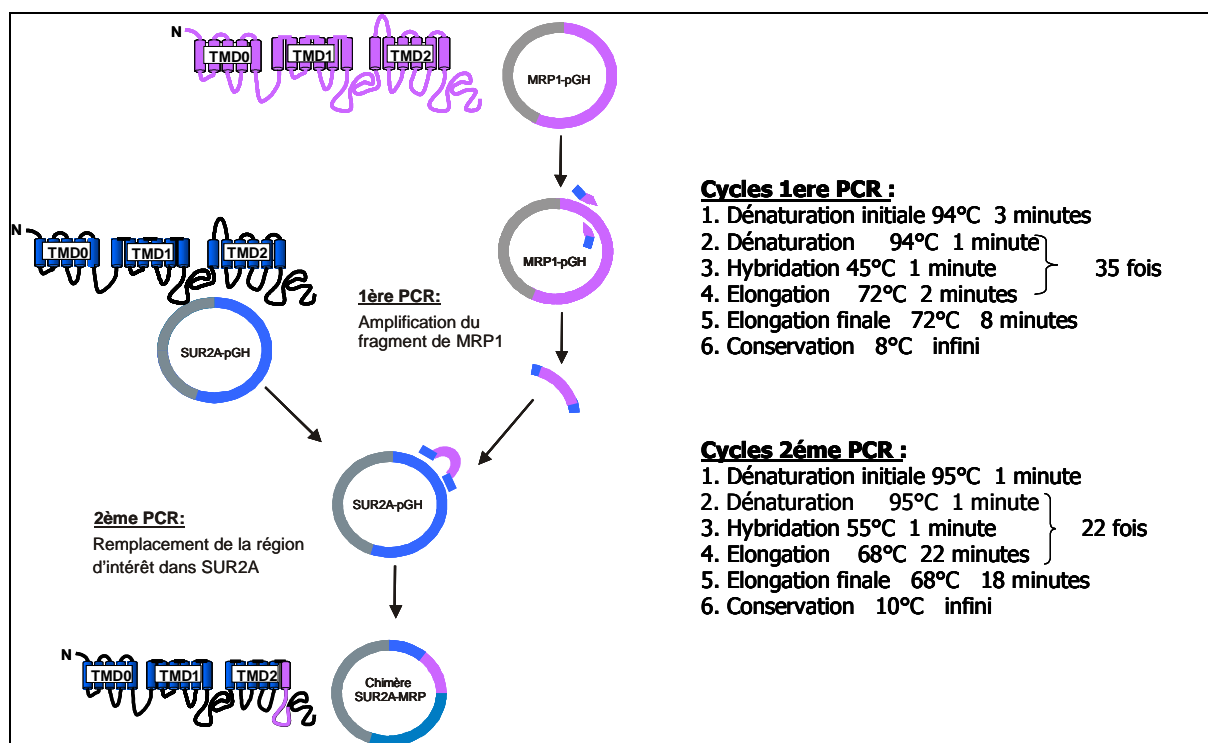 N
TMD0 TMD1 TMD2
MRP1-pGH
MRP1-pGH
N
TMD0 TMD1 TMD2
SUR2A-pGH
1ère PCR:
Amplification du
fragment de MRP1
SUR2A-pGH
2ème PCR:
Remplacement de la région
d'intérêt dans SUR2A
N
TMD0 TMD1 TMD2
Chimère
SUR2A-MRP
Cycles 1ere PCR :
1. Dénaturation initiale 94°C 3 minutes
2. Dénaturation 94°C 1 minute
3. Hybridation 45°C 1 minute
35 fois
4. Elongation 72°C 2 minutes
5. Elongation finale 72°C 8 minutes
6. Conservation 8°C infini
Cycles 2éme PCR :
1. Dénaturation initiale 95°C 1 minute
2. Dénaturation 95°C 1 minute
3. Hybridation 55°C 1 minute
22 fois
4. Elongation 68°C 22 minutes
5. Elongation finale 68°C 18 minutes
6. Conservation 10°C infini